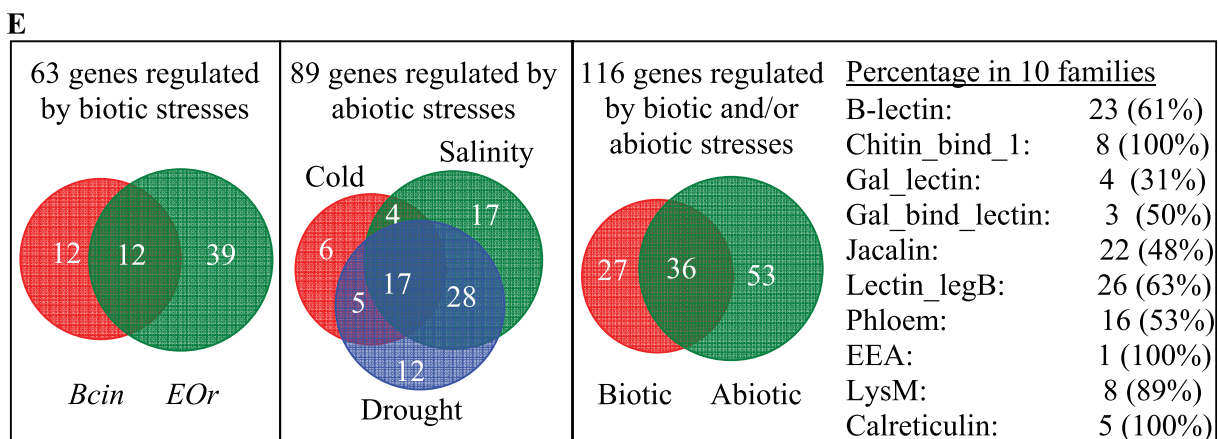 E
63 genes regulated
by biotic stresses
12
12
39
Bcin
EOr
89 genes regulated by
abiotic stresses
Salinity
Cold
4
17
6
17
28
5
12
Drought
116 genes regulated
by biotic and/or
abiotic stresses
27
36
53
Biotic
Abiotic
Percentage in 10 families
B-lectin: 23 (61%)
Chitin_bind_1: 8 (100%)
Gal_lectin: 4 (31%)
Gal_bind_lectin: 3 (50%)
Jacalin: 22 (48%)
Lectin_legB: 26 (63%)
Phloem: 16 (53%)
EEA: 1 (100%)
LysM: 8 (89%)
Calreticulin: 5 (100%)